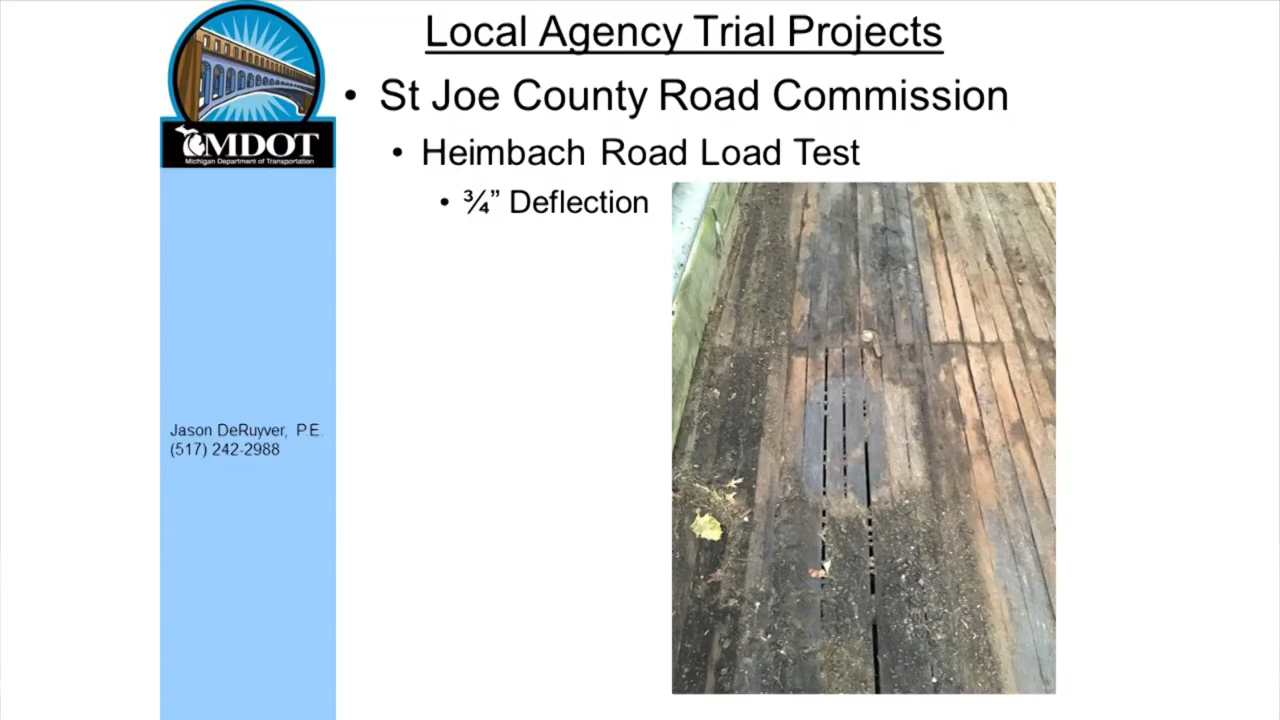 Local Agency Trial Projects
• St Joe County Road Commission
• Heimbach Road Load Test
• ¾” Deflection
MDOT
Michigan Department of Transportation
Jason DeRuyver, P.E.
(517) 242-2988